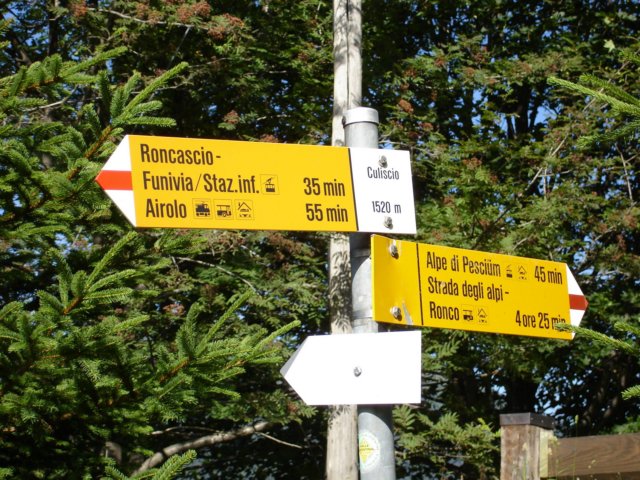 Roncascio-
Funivia/Staz.inf. 35 min
Airolo 55 min
Culiscio
1520 m
Alpe di Pesciüm 45 min
Strada degli alpi-
Ronco 4 ore 25 min